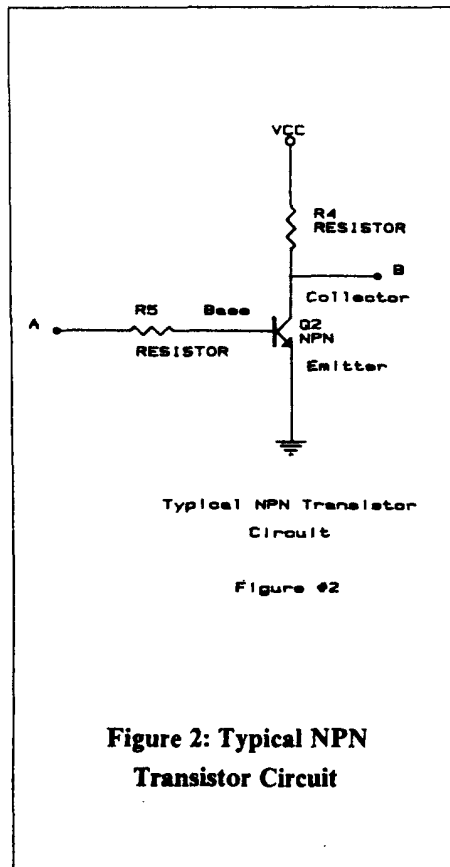 VCC
R4
RESISTOR
B
Collector
R5
Base
A
Q2
NPN
RESISTOR
Emitter
Typical NPN Transistor
Circuit
Figure #2
Figure 2: Typical NPN
Transistor Circuit